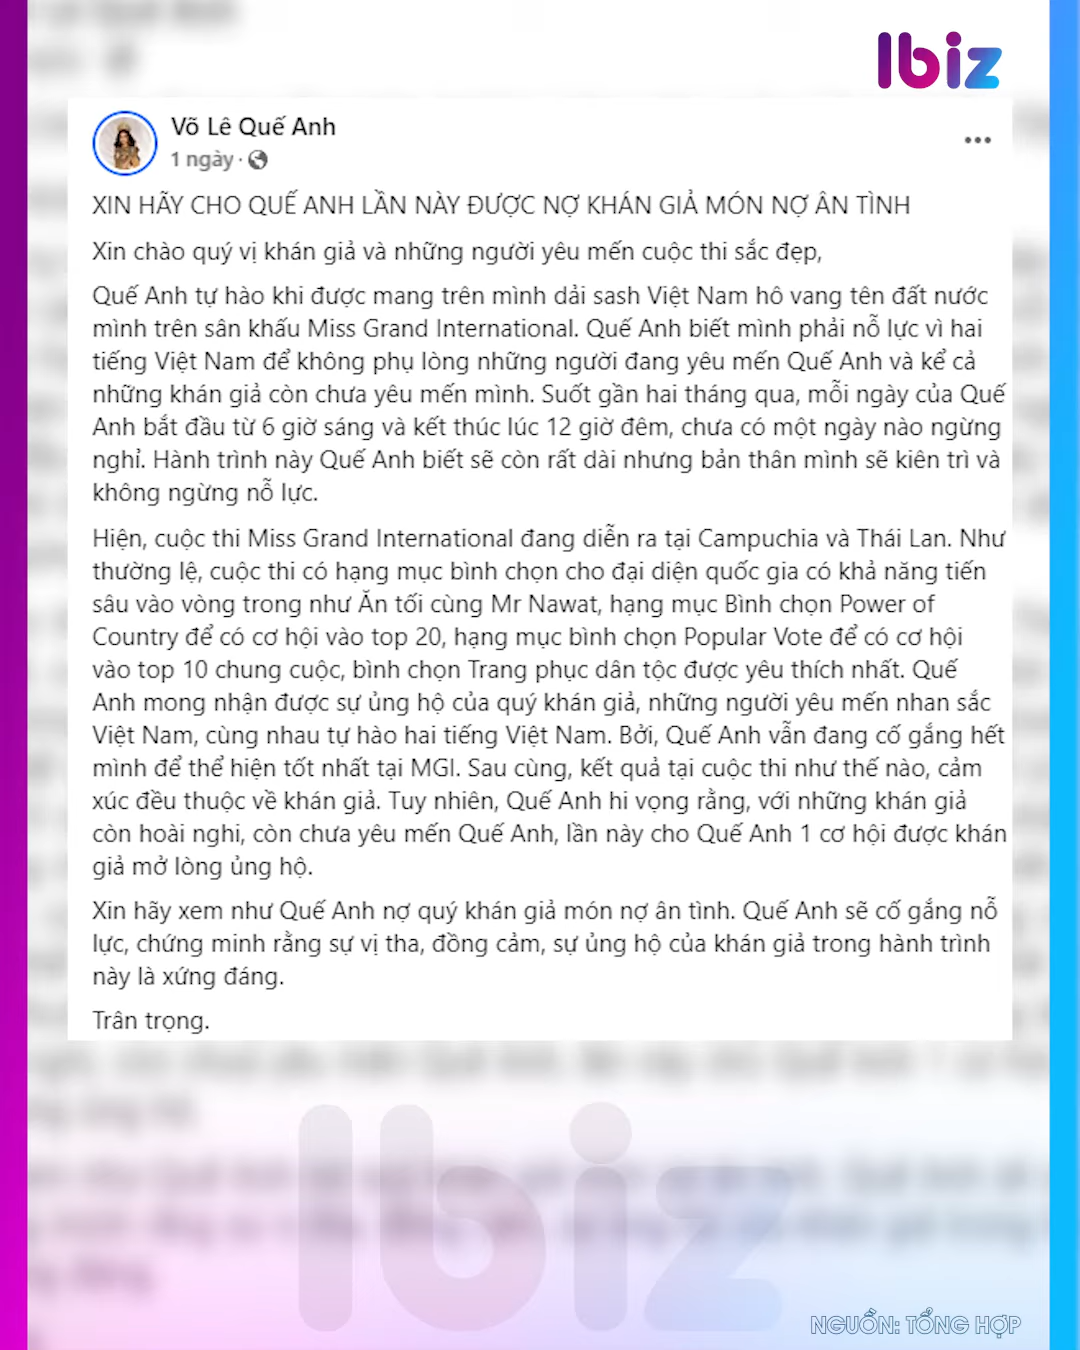 Ibiz
Võ Lê Quế Anh
1 ngày ·
XIN HÃY CHO QUẾ ANH LẦN NÀY ĐƯỢC NỢ KHÁN GIẢ MÓN NỢ ÂN TÌNH
Xin chào quý vị khán giả và những người yêu mến cuộc thi sắc đẹp,
Quế Anh tự hào khi được mang trên mình dải sash Việt Nam hô vang tên đất nước
mình trên sân khấu Miss Grand International. Quế Anh biết mình phải nỗ lực vì hai
tiếng Việt Nam để không phụ lòng những người đang yêu mến Quế Anh và kể cả
những khán giả còn chưa yêu mến mình. Suốt gần hai tháng qua, mỗi ngày của Quế
Anh bắt đầu từ 6 giờ sáng và kết thúc lúc 12 giờ đêm, chưa có một ngày nào ngừng
nghỉ. Hành trình này Quế Anh biết sẽ còn rất dài nhưng bản thân mình sẽ kiên trì và
không ngừng nỗ lực.
Hiện, cuộc thi Miss Grand International đang diễn ra tại Campuchia và Thái Lan. Như
thường lệ, cuộc thi có hạng mục bình chọn cho đại diện quốc gia có khả năng tiến
sâu vào vòng trong như Ăn tối cùng Mr Nawat, hạng mục Bình chọn Power of
Country để có cơ hội vào top 20, hạng mục bình chọn Popular Vote để có cơ hội
vào top 10 chung cuộc, bình chọn Trang phục dân tộc được yêu thích nhất. Quế
Anh mong nhận được sự ủng hộ của quý khán giả, những người yêu mến nhan sắc
Việt Nam, cùng nhau tự hào hai tiếng Việt Nam. Bởi, Quế Anh vẫn đang cố gắng hết
mình để thể hiện tốt nhất tại MGI. Sau cùng, kết quả tại cuộc thi như thế nào, cảm
xúc đều thuộc về khán giả. Tuy nhiên, Quế Anh hi vọng rằng, với những khán giả
còn hoài nghi, còn chưa yêu mến Quế Anh, lần này cho Quế Anh 1 cơ hội được khán
giả mở lòng ủng hộ.
Xin hãy xem như Quế Anh nợ quý khán giả món nợ ân tình. Quế Anh sẽ cố gắng nỗ
lực, chứng minh rằng sự vị tha, đồng cảm, sự ủng hộ của khán giả trong hành trình
này là xứng đáng.
Trân trọng.
Ibiz
NGUỒN: TỔNG HỢP